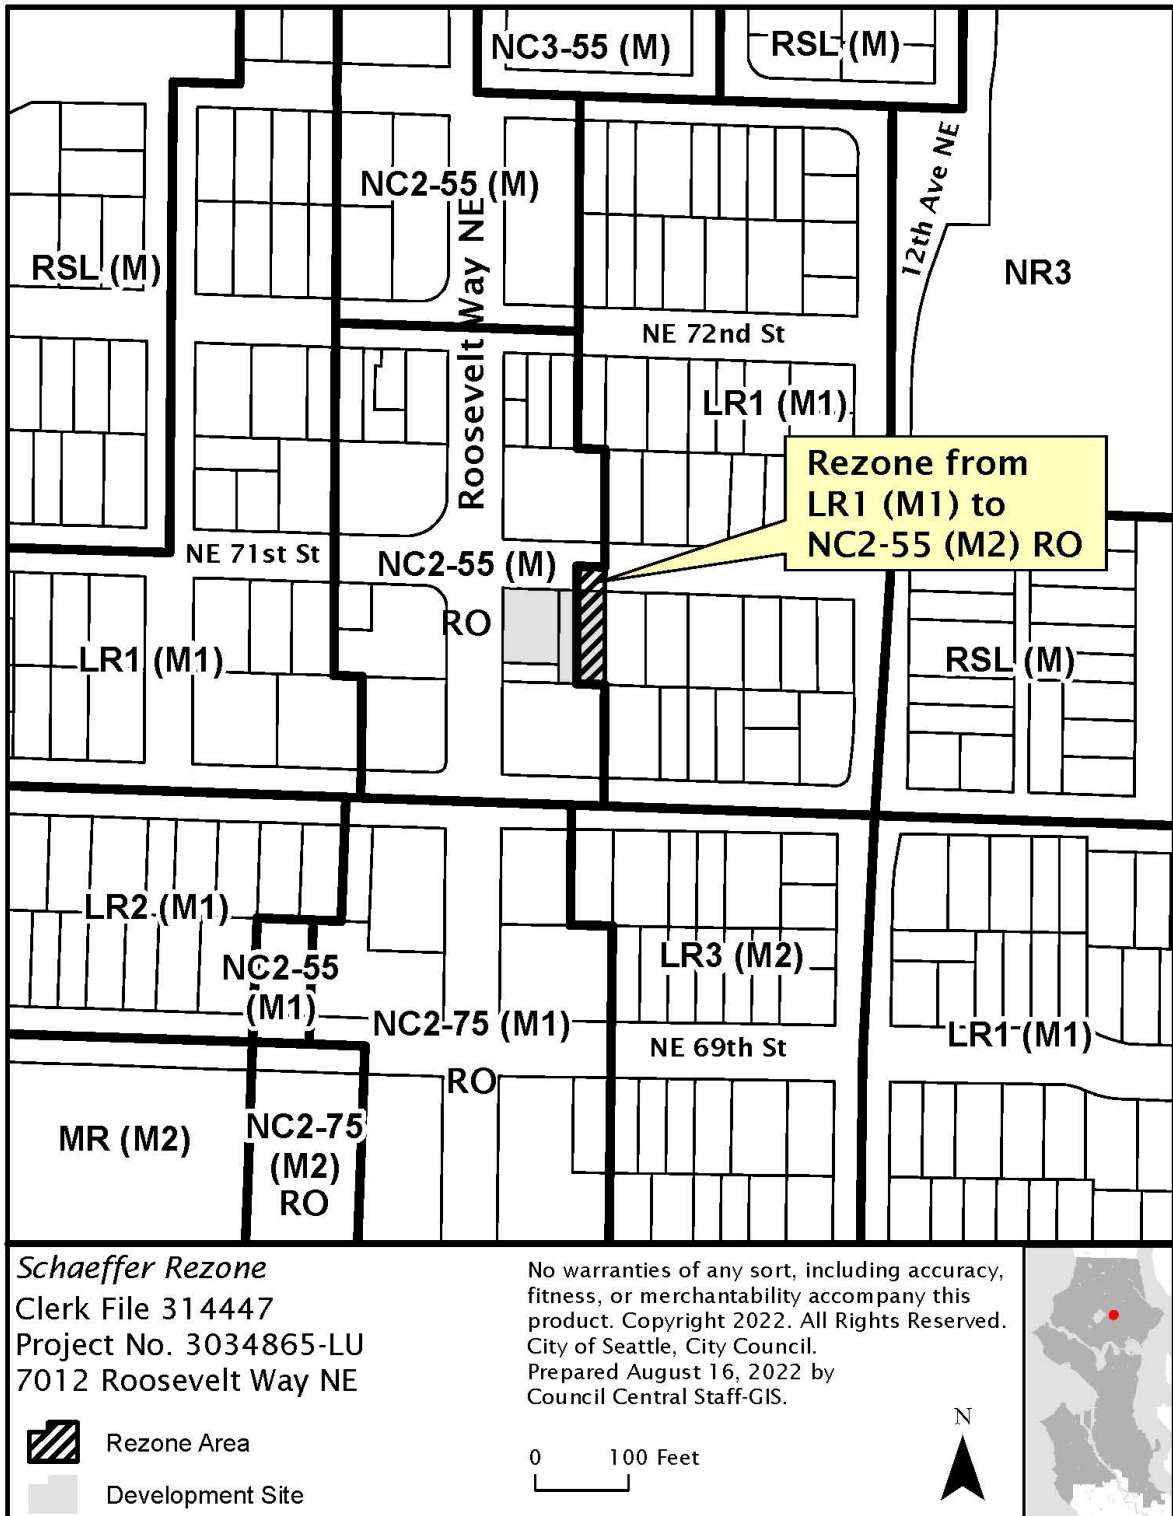 NC3-55 (M)
RSL (M)
12th Ave NE
NC2-55 (M)
Roosevelt Way NE
RSL (M)
NR3
NE 72nd St
LR1 (M1)
Rezone from
LR1 (M1) to
NC2-55 (M2) RO
NE 71st St
NC2-55 (M)
RO
LR1 (M1)
RSL (M)
LR2 (M1)
NC2-55
(M1)
LR3 (M2)
NC2-75 (M1)
RO
NE 69th St
LR1 (M1)
MR (M2)
NC2-75
(M2)
RO
Schaeffer Rezone
Clerk File 314447
Project No. 3034865-LU
7012 Roosevelt Way NE
Rezone Area
Development Site
No warranties of any sort, including accuracy,
fitness, or merchantability accompany this
product. Copyright 2022. All Rights Reserved.
City of Seattle, City Council.
Prepared August 16, 2022 by
Council Central Staff-GIS.
0 100 Feet
N